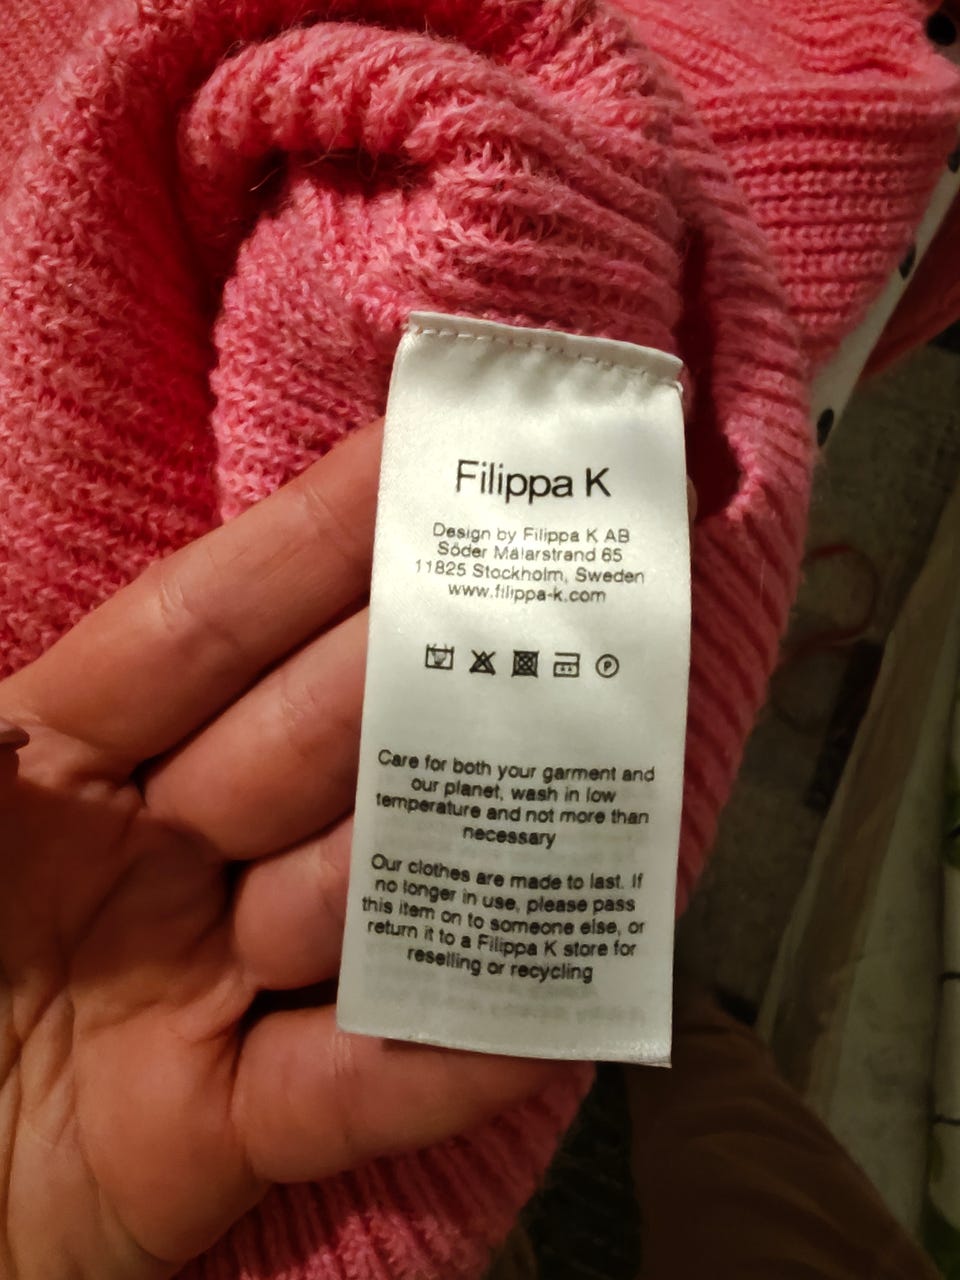 Filippa K
Design by Filippa K AB
Söder Mälarstrand 65
11825 Stockholm, Sweden
www.filippa-k.com
P
Care for both your garment and
our planet, wash in low
temperature and not more than
necessary
Our clothes are made to last. If
no longer in use, please pass
this item on to someone else, or
return it to a Filippa K store for
reselling or recycling